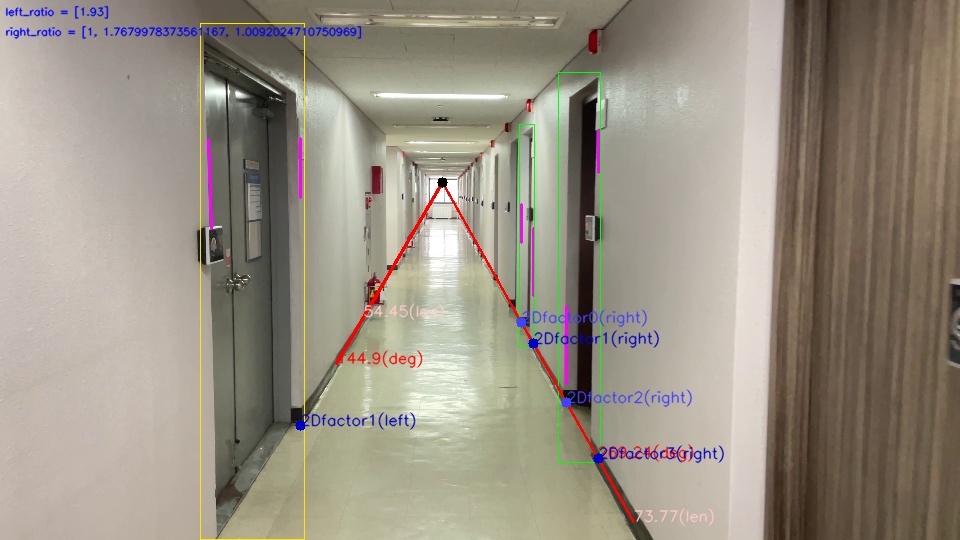 left_ratio = [1.93]
right_ratio = [1, 1.7679978373561167, 1.0092024710750969]
54.45(len)
2Dfactor0(right)
2Dfactor1(right)
144.9(deg)
2Dfactor2(right)
2Dfactor1(left)
2Dfactor3(right)
73.77(len)